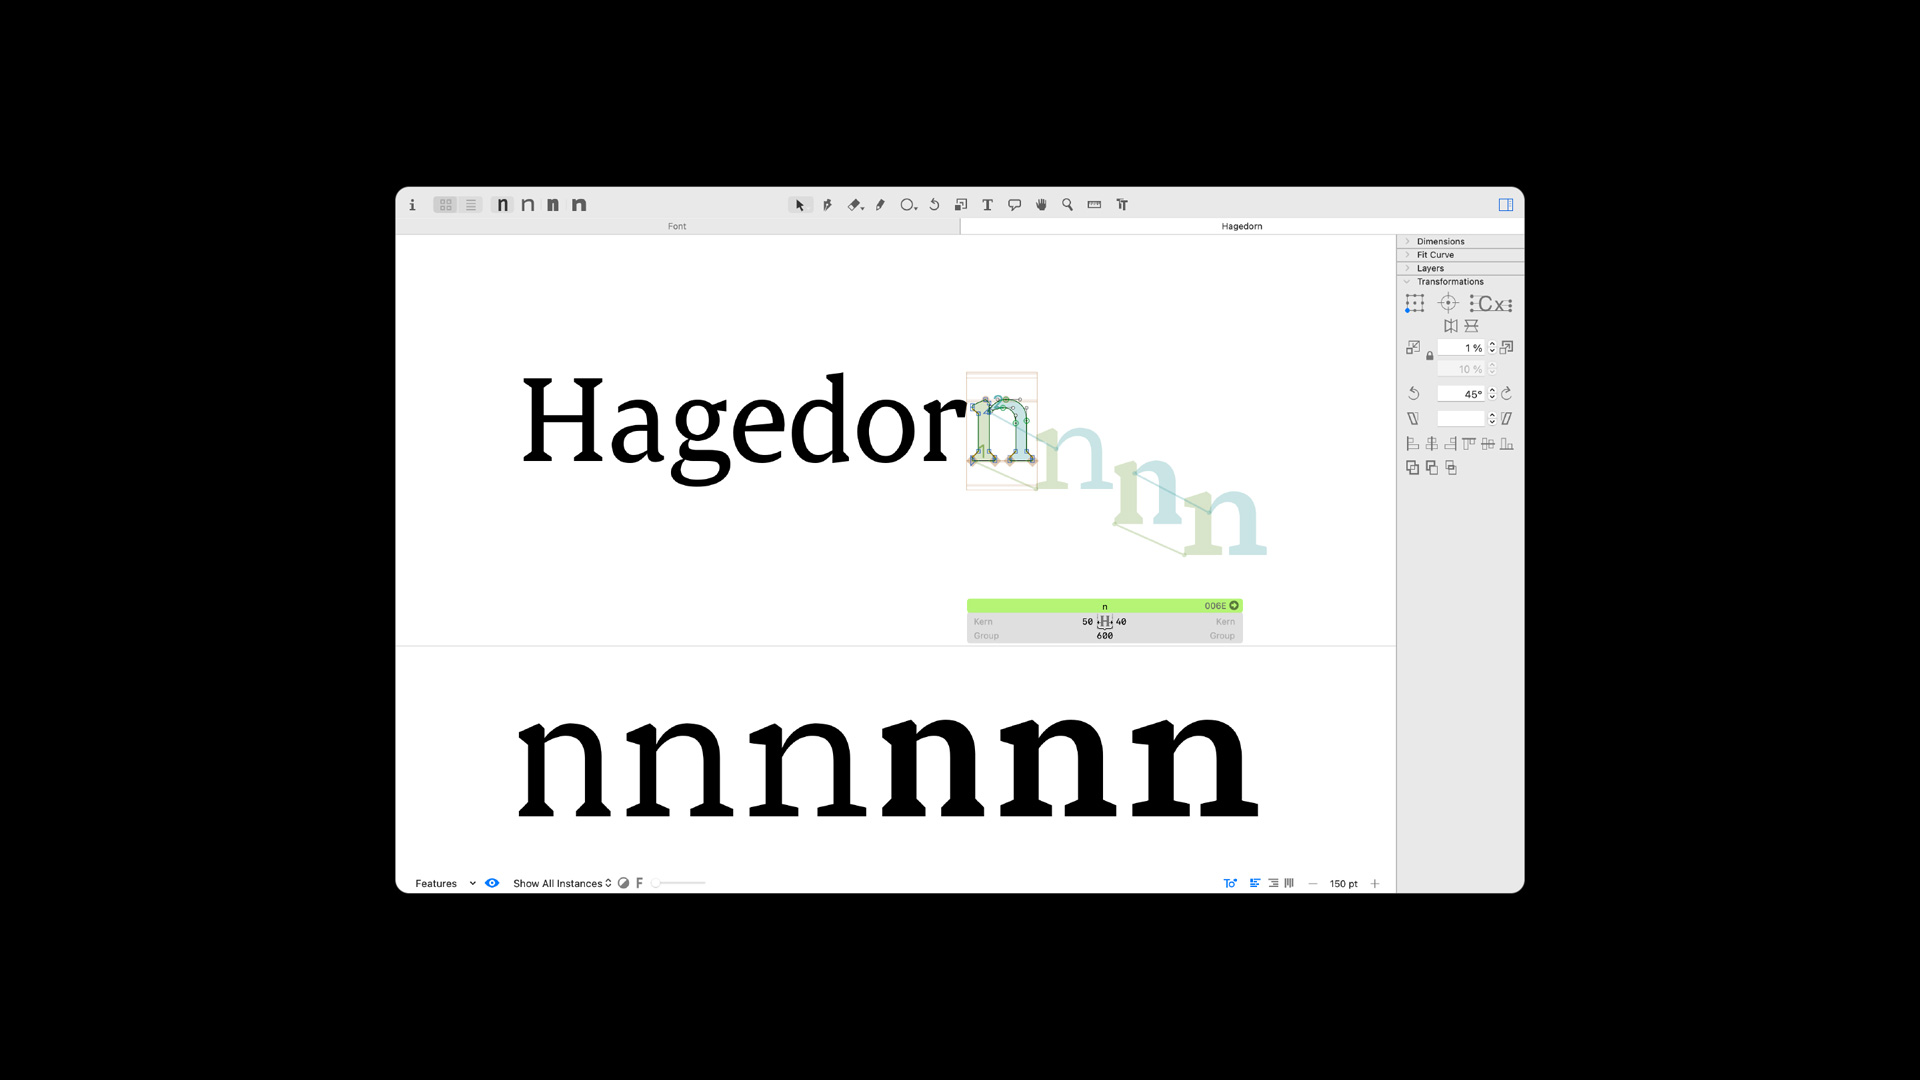 i n n n n T
Font Hagedorn
Dimensions
Fit Curve
Layers
Transformations
Cx
1 %
10 %
45°
Hagedorn
n
n
n
n 006E
Kern 50 H 40 Kern
Group 600 Group
nnnnnn
Features Show All Instances F 150 pt